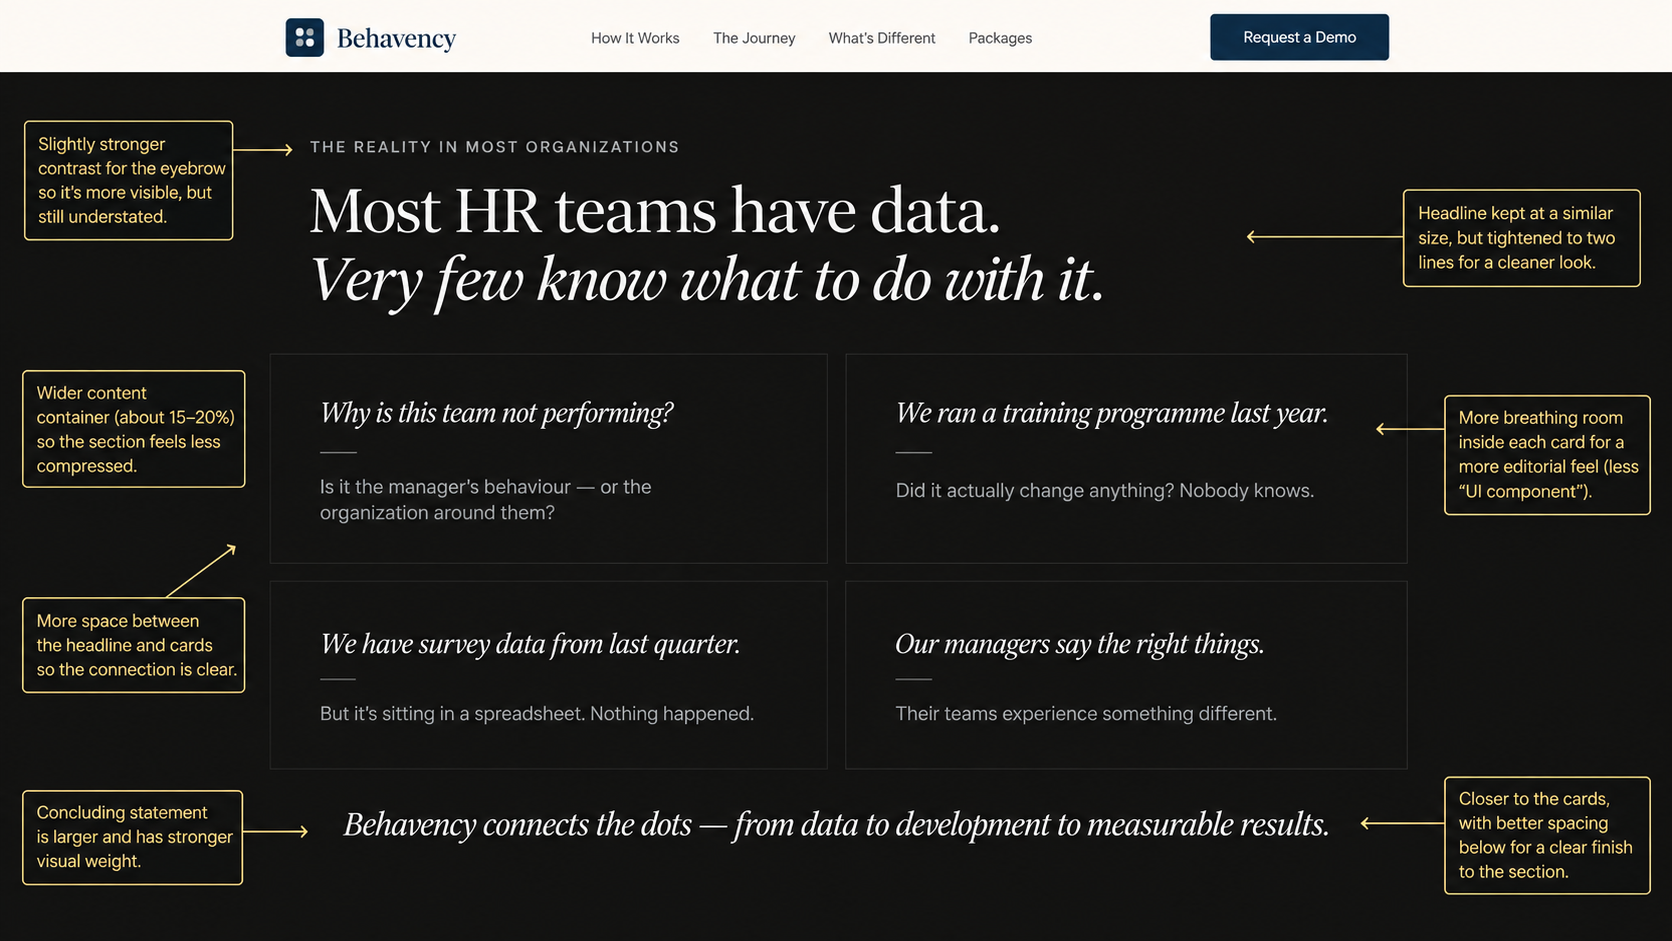 Behavency
How It Works
The Journey
What's Different
Packages
Request a Demo
Slightly stronger
contrast for the eyebrow
so it's more visible, but
still understated.
THE REALITY IN MOST ORGANIZATIONS
Most HR teams have data.
Very few know what to do with it.
Headline kept at a similar
size, but tightened to two
lines for a cleaner look.
Wider content
container (about 15–20%)
so the section feels less
compressed.
Why is this team not performing?
Is it the manager's behaviour — or the
organization around them?
We ran a training programme last year.
Did it actually change anything? Nobody knows.
More breathing room
inside each card for a
more editorial feel (less
“UI component”).
More space between
the headline and cards
so the connection is clear.
We have survey data from last quarter.
But it's sitting in a spreadsheet. Nothing happened.
Our managers say the right things.
Their teams experience something different.
Concluding statement
is larger and has stronger
visual weight.
Behavency connects the dots — from data to development to measurable results.
Closer to the cards,
with better spacing
below for a clear finish
to the section.